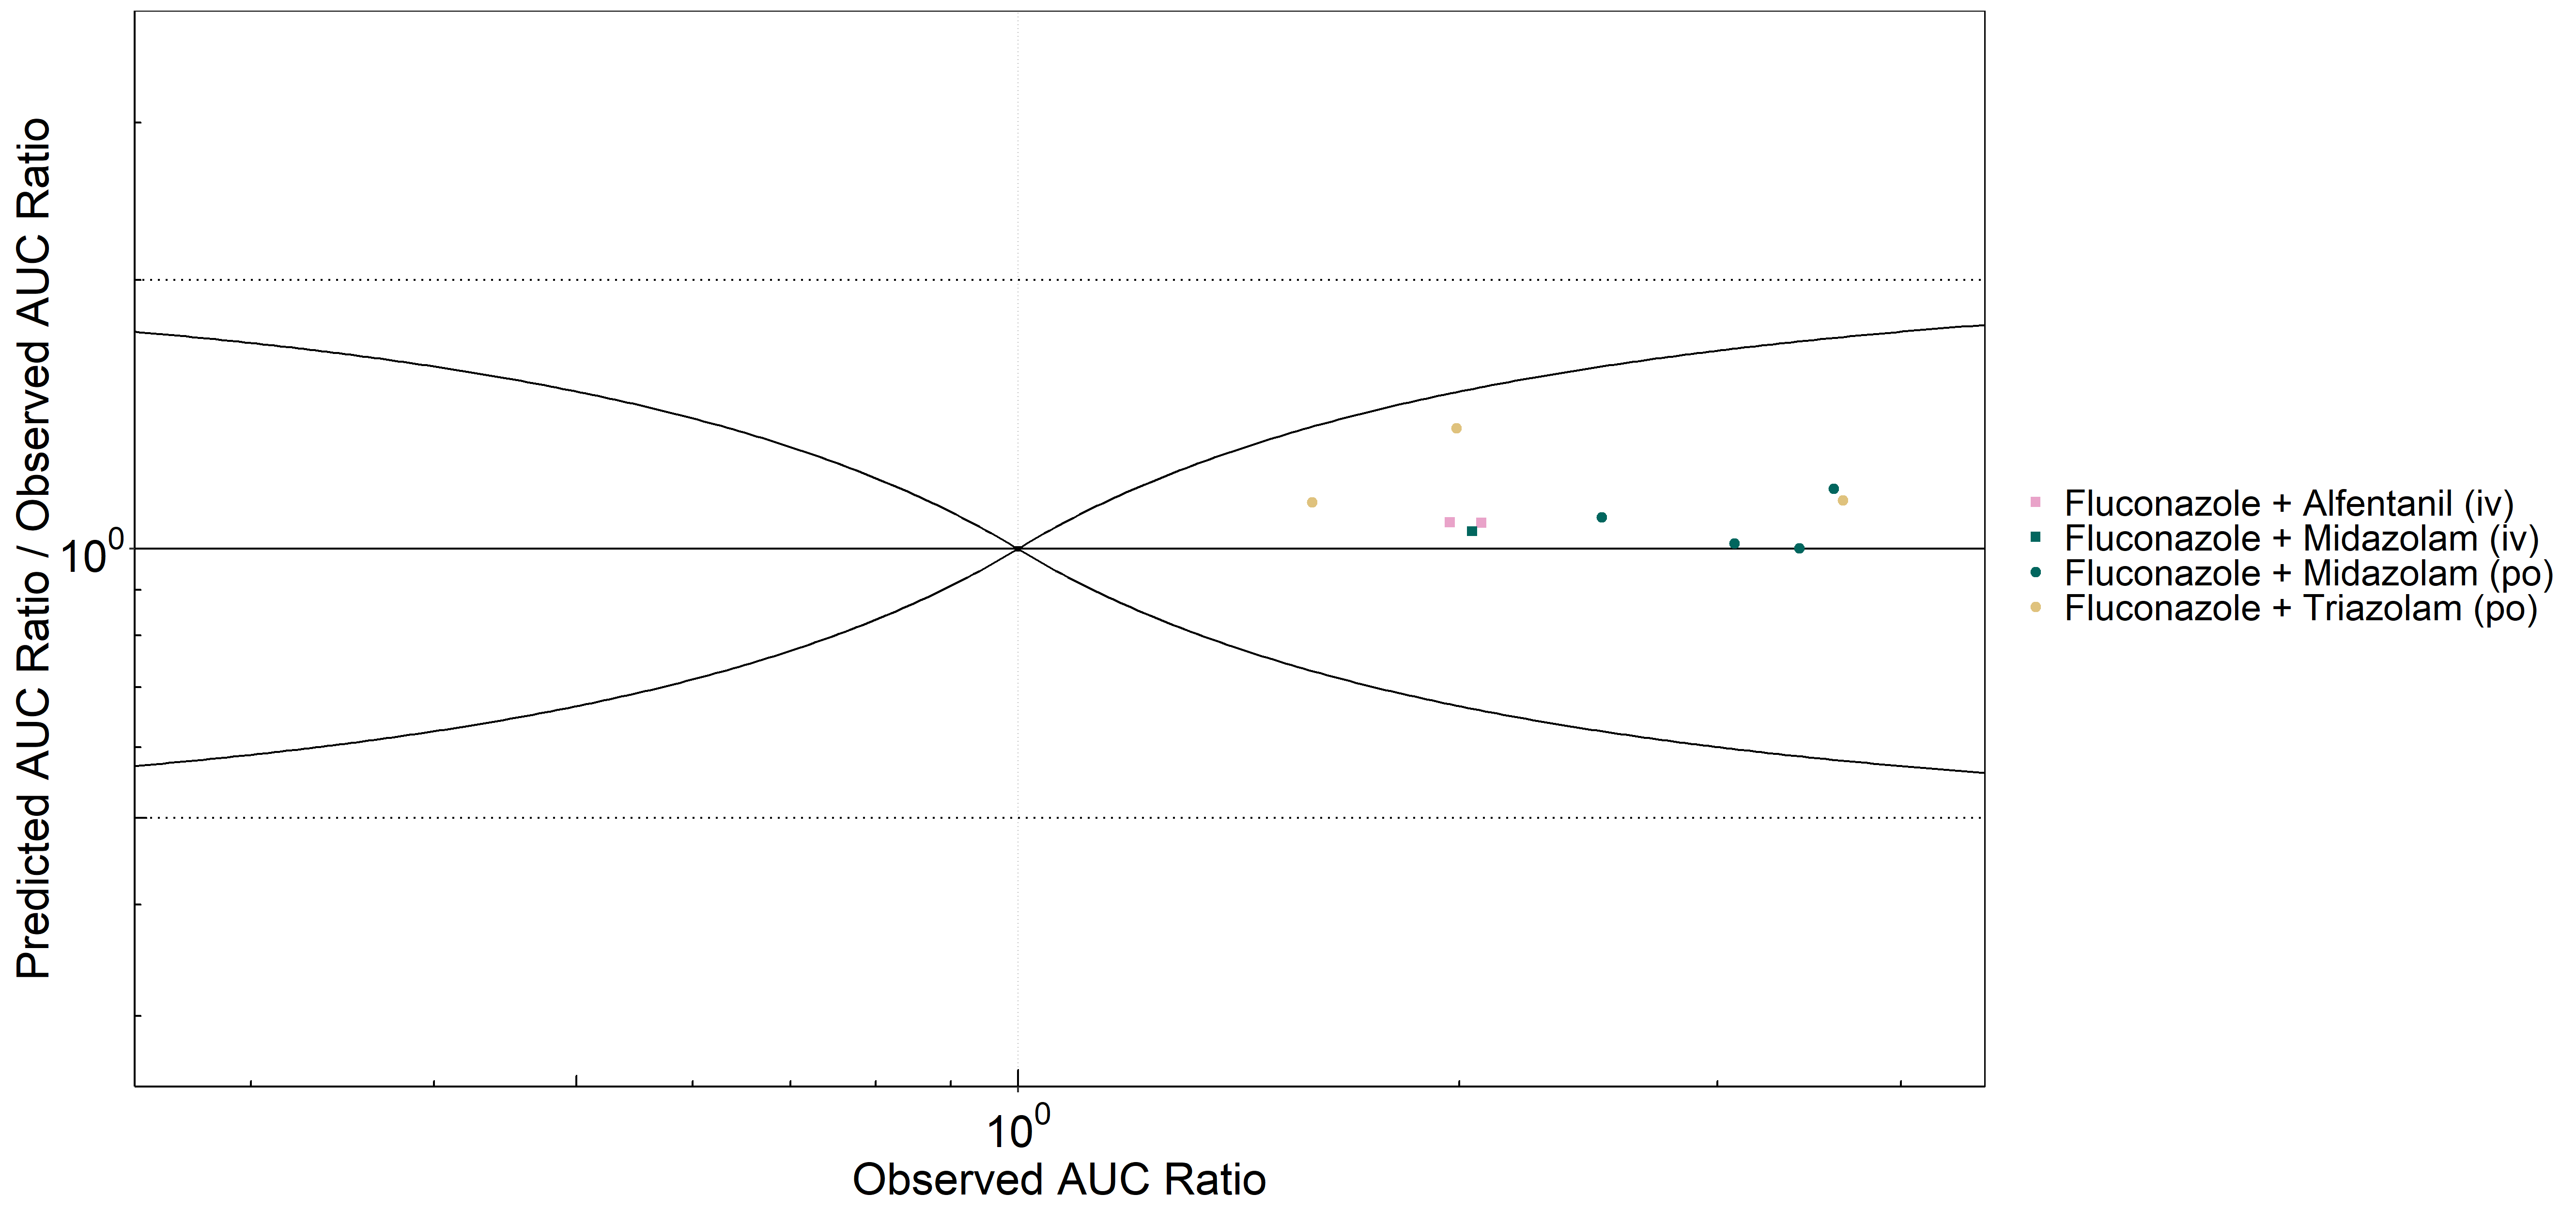 Predicted AUC Ratio / Observed AUC Ratio
10⁰
10⁰
Observed AUC Ratio
Fluconazole + Alfentanil (iv)
Fluconazole + Midazolam (iv)
Fluconazole + Midazolam (po)
Fluconazole + Triazolam (po)